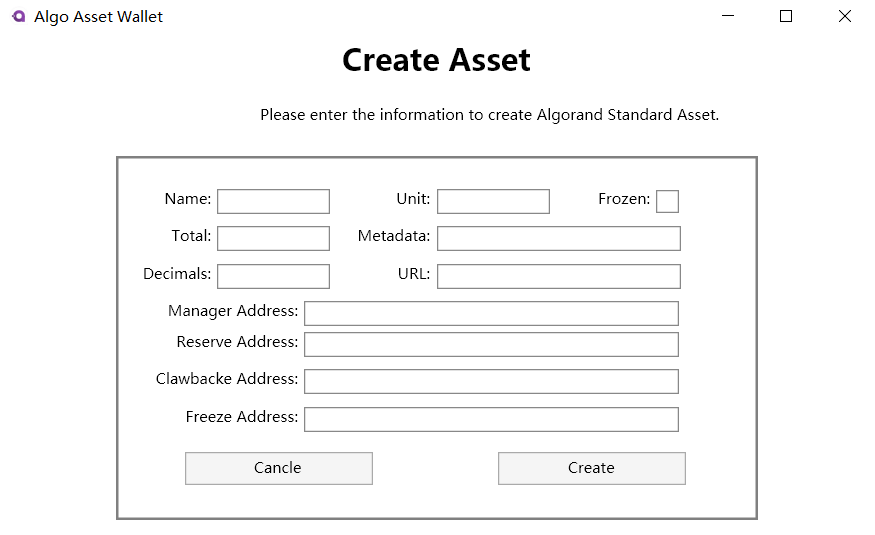 Algo Asset Wallet
Create Asset
Please enter the information to create Algorand Standard Asset.
Name: Unit: Frozen:
Total: Metadata:
Decimals: URL:
Manager Address:
Reserve Address:
Clawbacke Address:
Freeze Address:
Cancle Create